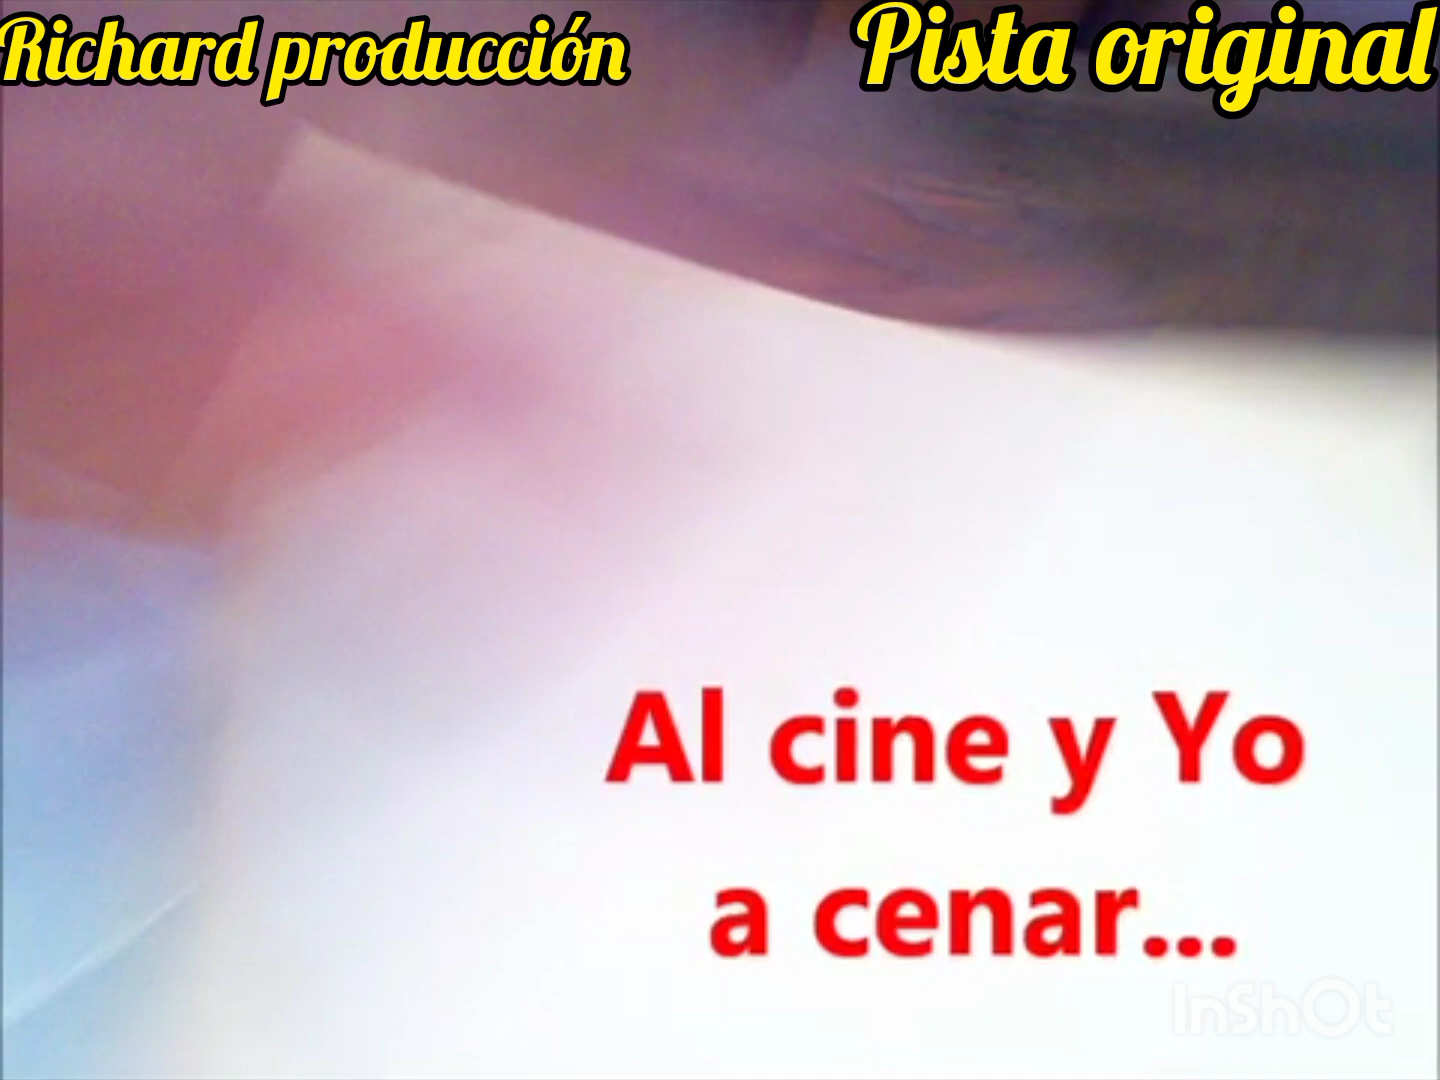 Richard producción
Pista original
Al cine y Yo
a cenar...
InShOt